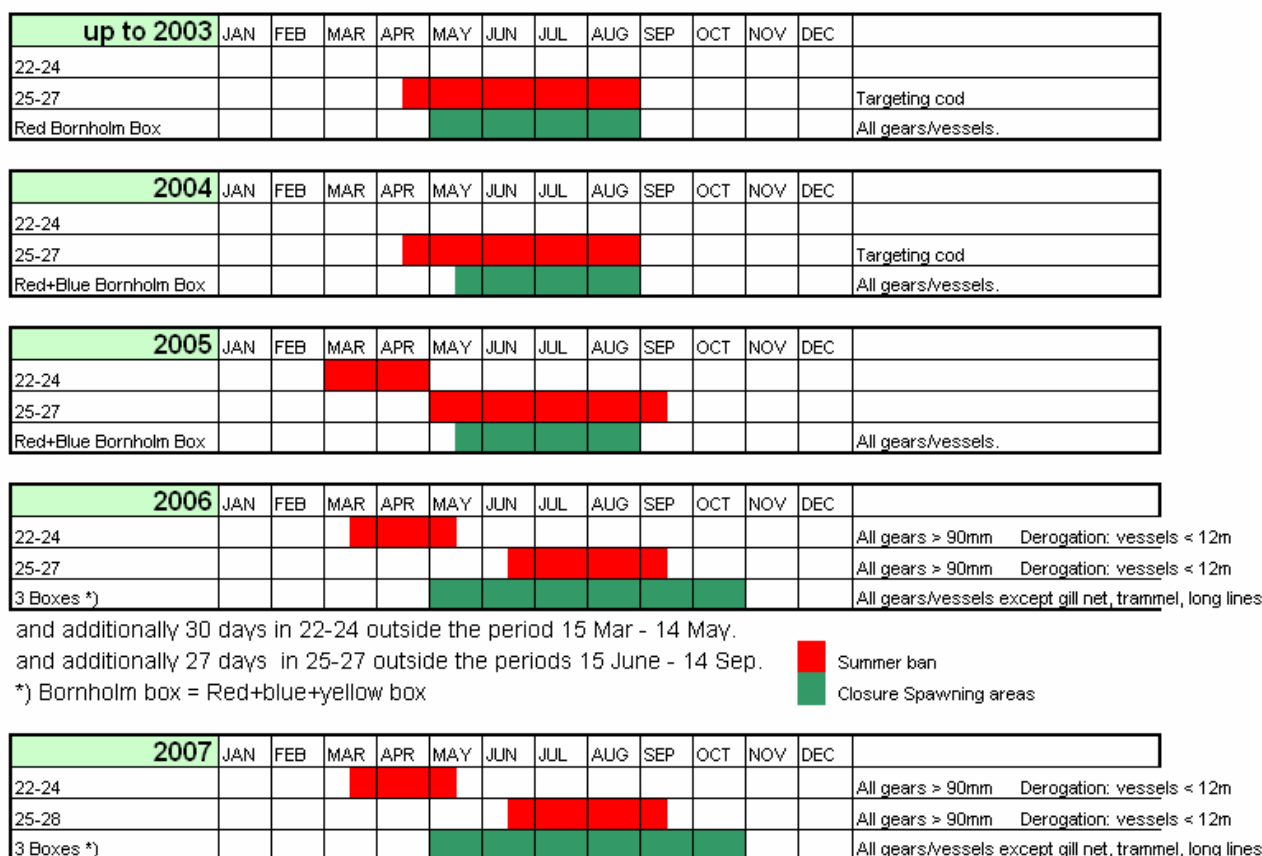 up to 2003 JAN FEB MAR APR MAY JUN JUL AUG SEP OCT NOV DEC
22-24
25-27 Targeting cod
Red Bornholm Box All gears/vessels.
2004 JAN FEB MAR APR MAY JUN JUL AUG SEP OCT NOV DEC
22-24
25-27 Targeting cod
Red+Blue Bornholm Box All gears/vessels.
2005 JAN FEB MAR APR MAY JUN JUL AUG SEP OCT NOV DEC
22-24
25-27
Red+Blue Bornholm Box All gears/vessels.
2006 JAN FEB MAR APR MAY JUN JUL AUG SEP OCT NOV DEC
22-24 All gears > 90mm Derogation: vessels < 12m
25-27 All gears > 90mm Derogation: vessels < 12m
3 Boxes *) All gears/vessels except gill net, trammel, long lines
and additionally 30 days in 22-24 outside the period 15 Mar - 14 May.
and additionally 27 days in 25-27 outside the periods 15 June - 14 Sep.
*) Bornholm box = Red+blue+yellow box
Summer ban
Closure Spawning areas
2007 JAN FEB MAR APR MAY JUN JUL AUG SEP OCT NOV DEC
22-24 All gears > 90mm Derogation: vessels < 12m
25-28 All gears > 90mm Derogation: vessels < 12m
3 Boxes *) All gears/vessels except gill net, trammel, long lines